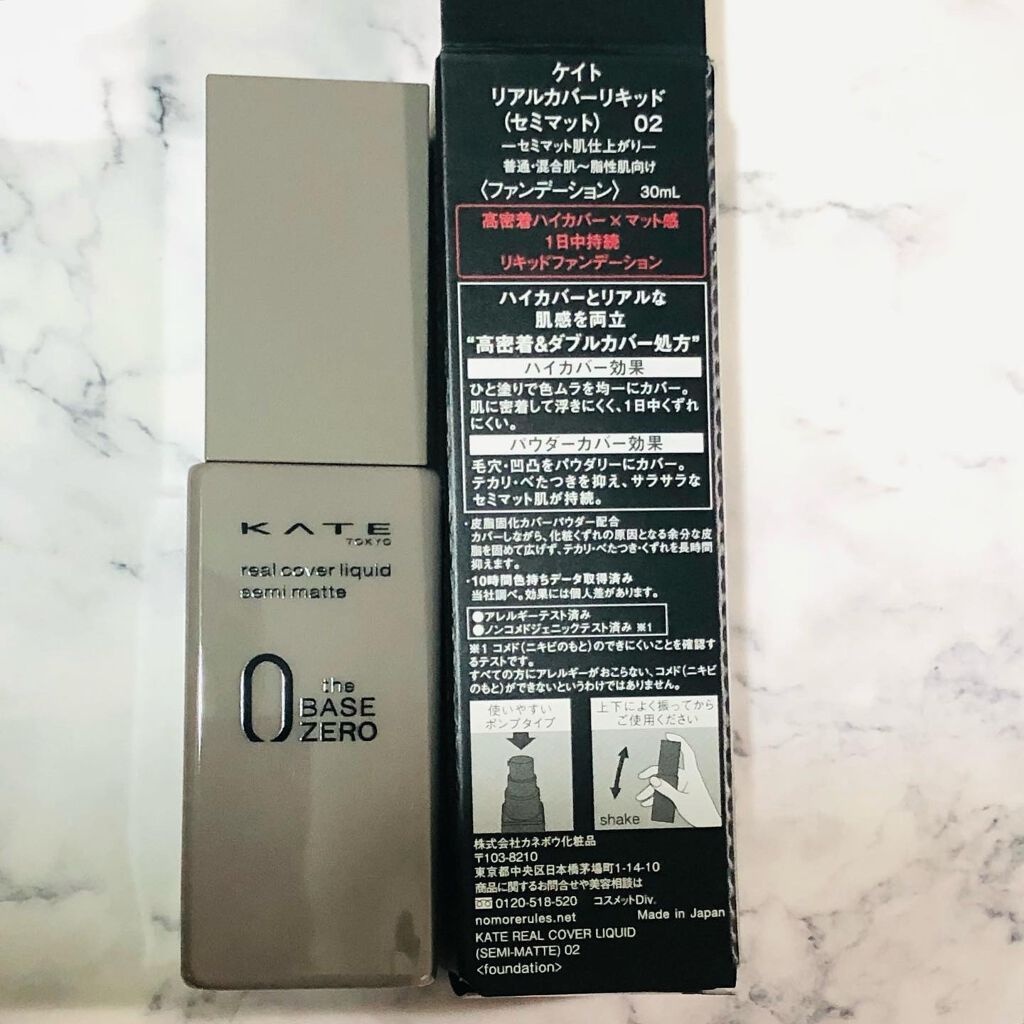 KATE
TOKYO
real cover liquid
semi matte
0 the
BASE
ZERO
ケイト
リアルカバーリキッド
(セミマット) 02
―セミマット肌仕上がり―
普通・混合肌〜脂性肌向け
〈ファンデーション〉 30mL
高密着ハイカバー×マット感
1日中持続
リキッドファンデーション
ハイカバーとリアルな
肌感を両立
“高密着&ダブルカバー処方”
ハイカバー効果
ひと塗りで色ムラを均一にカバー。
肌に密着して浮きにくく、1日中くずれ
にくい。
パウダーカバー効果
毛穴・凹凸をパウダリーにカバー。
テカリ・べたつきを抑え、サラサラな
セミマット肌が持続。
・皮脂固化カバーパウダー配合
カバーしながら、化粧くずれの原因となる余分な皮
脂を固めて広げず、テカリ・べたつき・くずれを長時間
抑えます。
・10時間色持ちデータ取得済み
当社調べ。効果には個人差があります。
●アレルギーテスト済み
●ノンコメドジェニックテスト済み ※1
※1 コメド(ニキビのもと)のできにくいことを確認す
るテストです。
すべての方にアレルギーがおこらない、コメド(ニキビ
のもと)ができないというわけではありません。
使いやすい
ポンプタイプ
上下によく振ってから
ご使用ください
shake
株式会社カネボウ化粧品
〒103-8210
東京都中央区日本橋茅場町1-14-10
商品に関するお問合せや美容相談は
0120-518-520 コスメットDiv.
nomorerules.net Made in Japan
KATE REAL COVER LIQUID
(SEMI-MATTE) 02
<foundation>